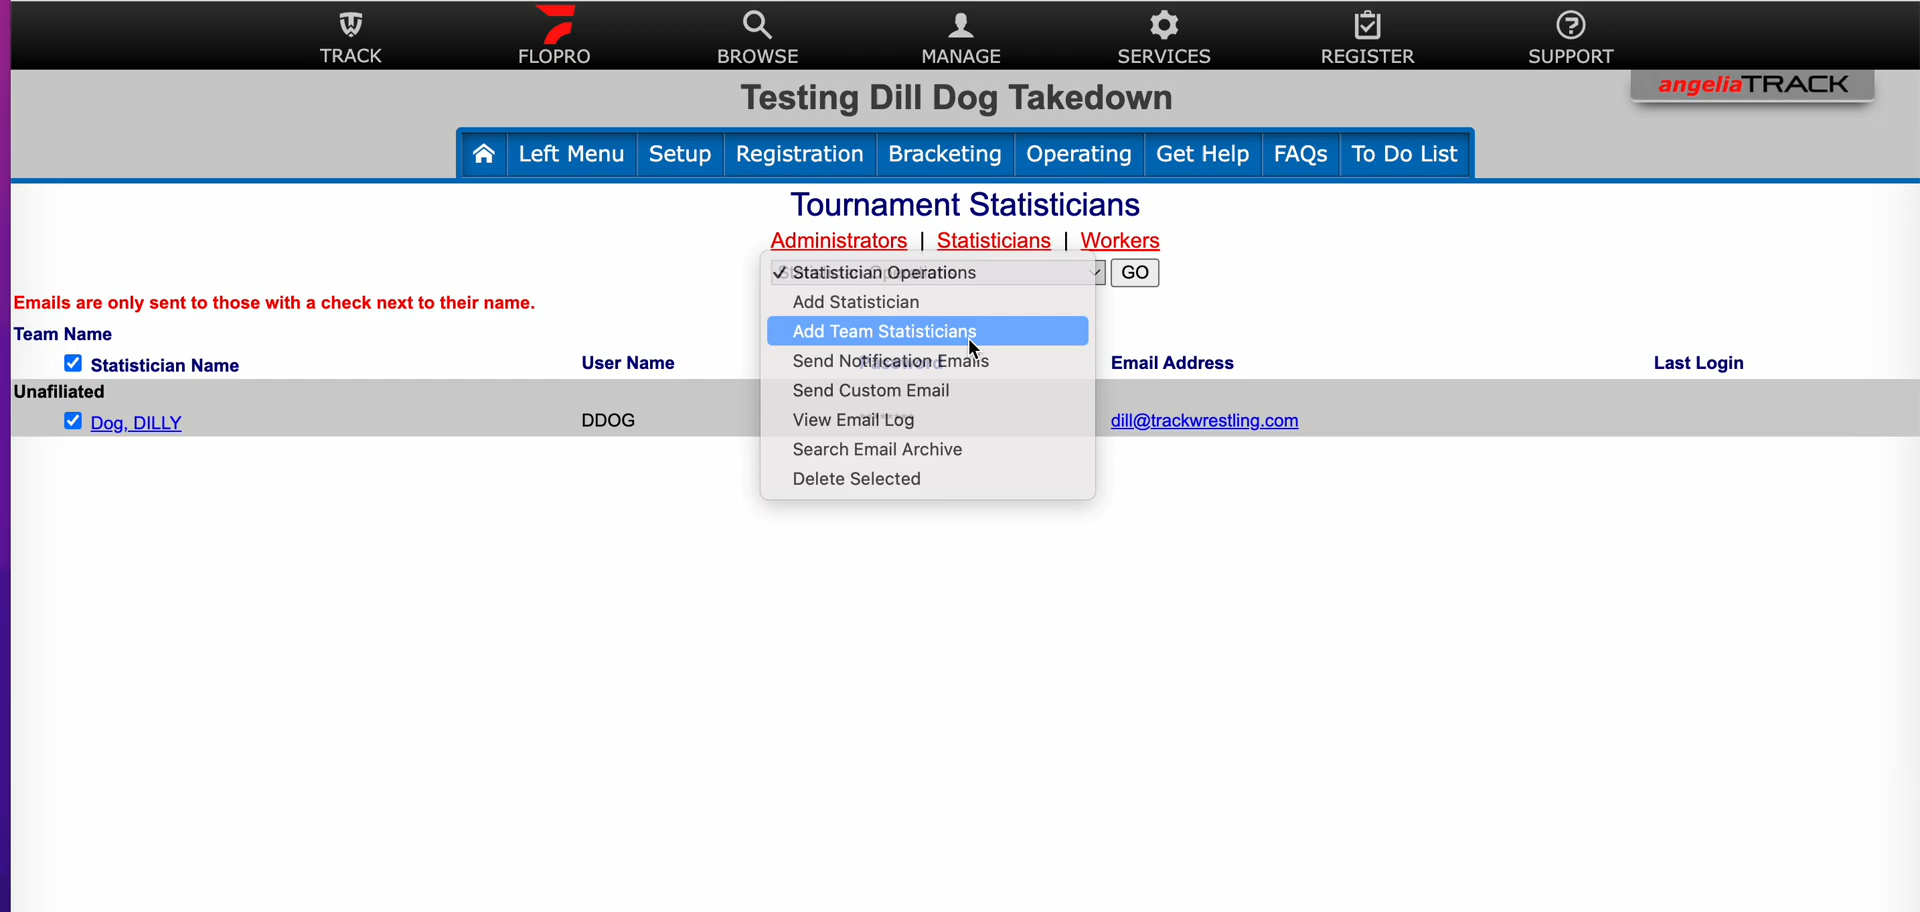 TRACK FLOPRO BROWSE MANAGE SERVICES REGISTER SUPPORT
Testing Dill Dog Takedown
angeliaTRACK
Left Menu Setup Registration Bracketing Operating Get Help FAQs To Do List
Tournament Statisticians
Administrators | Statisticians | Workers
✓ Statistician Operations GO
Add Statistician
Emails are only sent to those with a check next to their name.
Add Team Statisticians
Team Name
Send Notification Emails
Statistician Name User Name Password Email Address Last Login
Send Custom Email
Unafiliated
View Email Log
Dog, DILLY DDOG dill@trackwrestling.com
Search Email Archive
Delete Selected